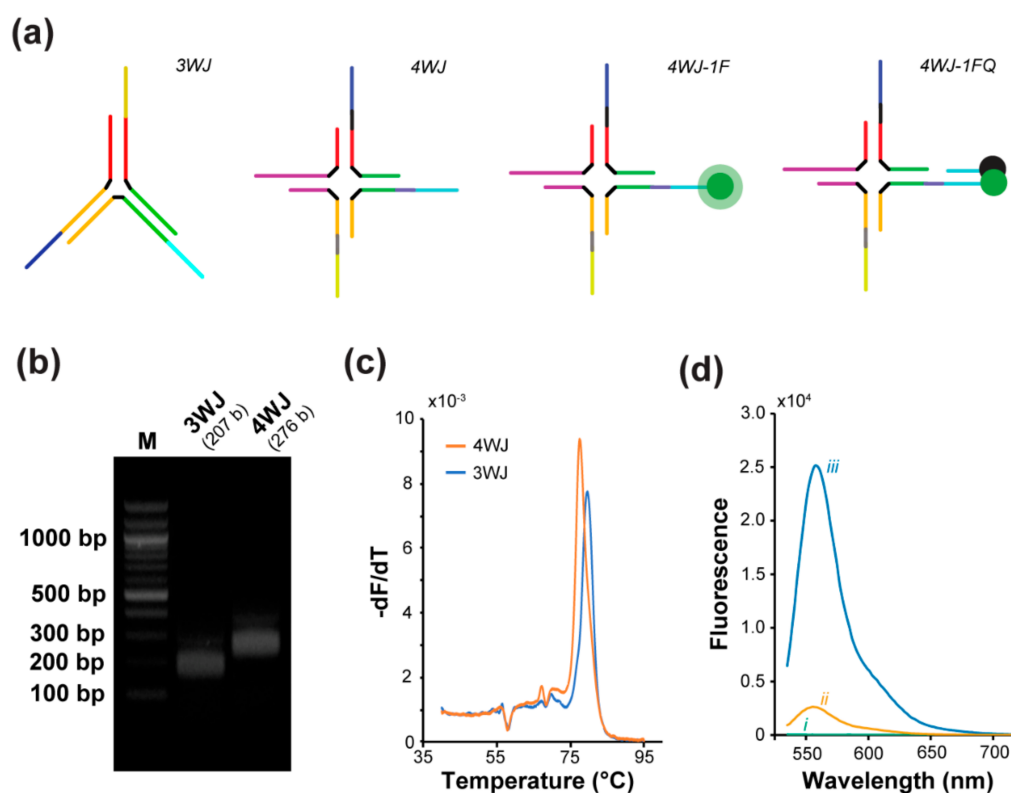 (a)
3WJ
4WJ
4WJ-1F
4WJ-1FQ
(b)
M
3WJ
(207 b)
4WJ
(276 b)
1000 bp
500 bp
300 bp
200 bp
100 bp
(c)
x10⁻³
10
8
6
4
2
0
-dF/dT
4WJ
3WJ
35
55
75
95
Temperature (°C)
(d)
x10⁴
3.0
2.5
2.0
1.5
1.0
0.5
0
Fluorescence
iii
ii
i
550
600
650
700
Wavelength (nm)